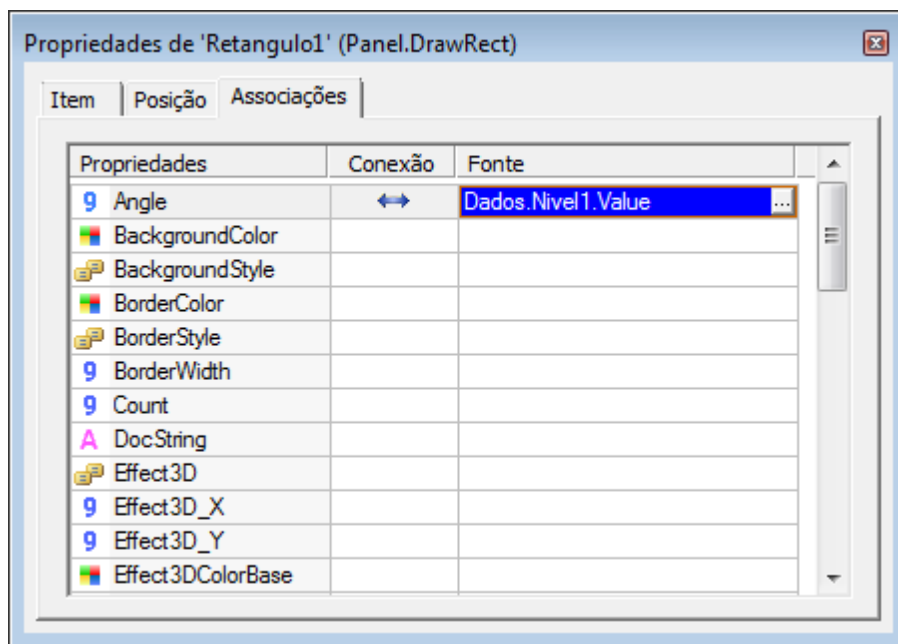 Propriedades de 'Retangulo1' (Panel.DrawRect)
Item Posição Associações
Propriedades Conexão Fonte
Angle Dados.Nivel1.Value ...
BackgroundColor
BackgroundStyle
BorderColor
BorderStyle
BorderWidth
Count
DocString
Effect3D
Effect3D_X
Effect3D_Y
Effect3DColorBase